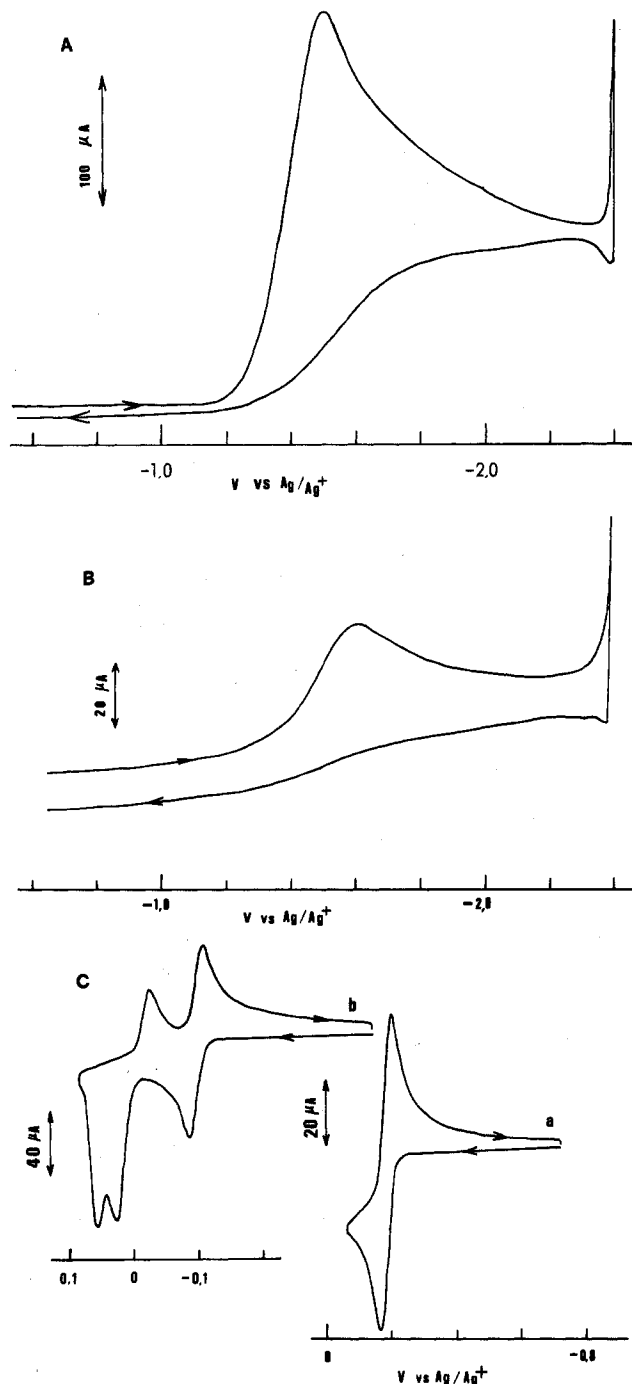 A
100 µA
-1,0
-2,0
V vs Ag/Ag+
B
20 µA
-1,0
-2,0
V vs Ag/Ag+
C
b
40 µA
0,1
0
-0,1
a
20 µA
0
-0,8
V vs Ag/Ag+